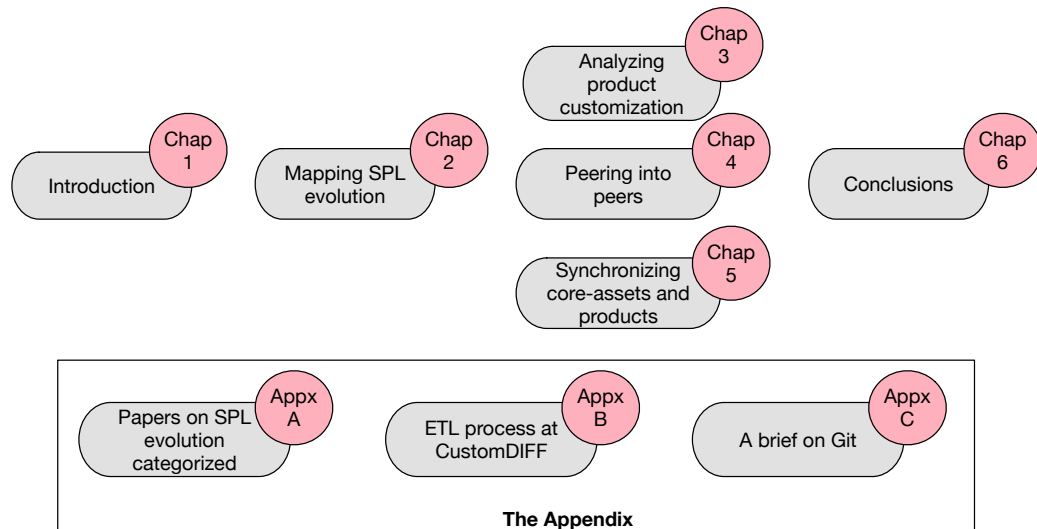 Chap
1
Introduction
Chap
2
Mapping SPL
evolution
Chap
3
Analyzing
product
customization
Chap
4
Peering into
peers
Chap
5
Synchronizing
core-assets and
products
Chap
6
Conclusions
Appx
A
Papers on SPL
evolution
categorized
Appx
B
ETL process at
CustomDIFF
Appx
C
A brief on Git
The Appendix